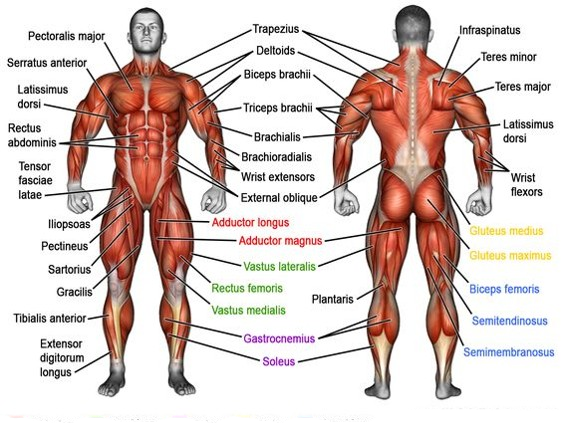 Pectoralis major
Serratus anterior
Latissimus
dorsi
Rectus
abdominis
Tensor
fasciae
latae
Iliopsoas
Pectineus
Sartorius
Gracilis
Tibialis anterior
Extensor
digitorum
longus
Trapezius
Deltoids
Biceps brachii
Triceps brachii
Brachialis
Brachioradialis
Wrist extensors
External oblique
Adductor longus
Adductor magnus
Vastus lateralis
Rectus femoris
Vastus medialis
Plantaris
Gastrocnemius
Soleus
Infraspinatus
Teres minor
Teres major
Latissimus
dorsi
Wrist
flexors
Gluteus medius
Gluteus maximus
Biceps femoris
Semitendinosus
Semimembranosus